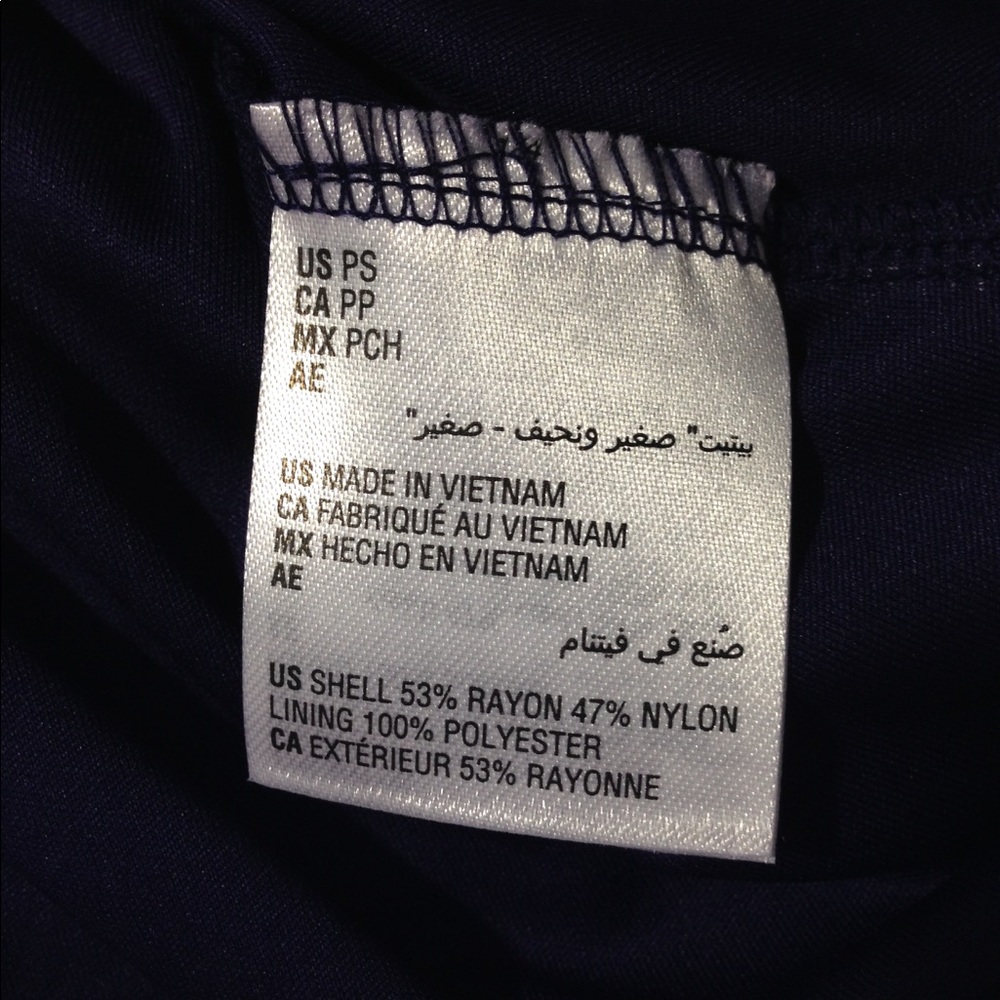 US PS
CA PP
MX PCH
AE
بيتيت" صغير ونحيف - صغير"
US MADE IN VIETNAM
CA FABRIQUÉ AU VIETNAM
MX HECHO EN VIETNAM
AE
صُنع في فيتنام
US SHELL 53% RAYON 47% NYLON
LINING 100% POLYESTER
CA EXTÉRIEUR 53% RAYONNE